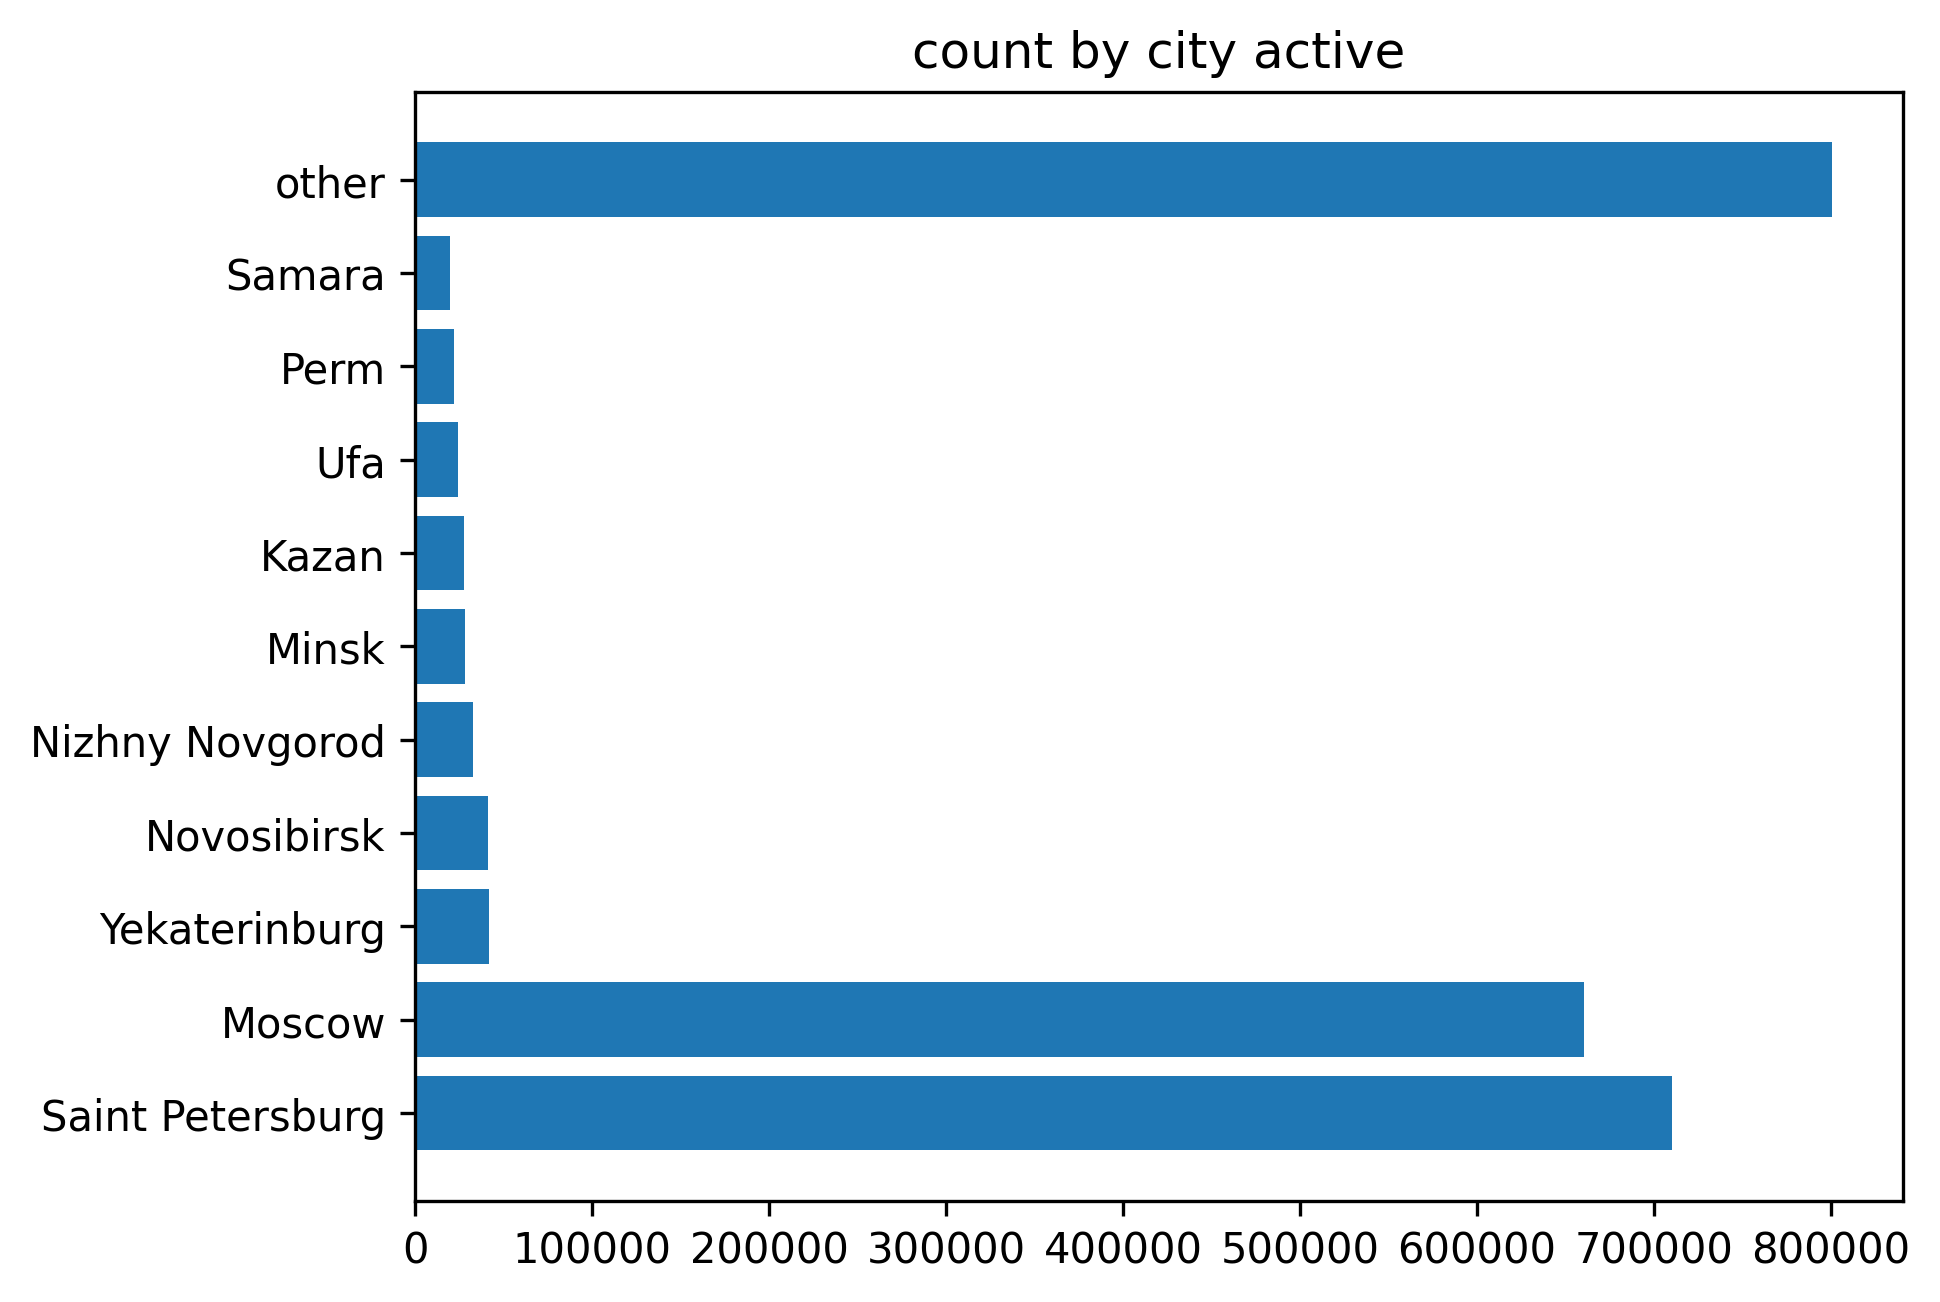 count by city active
other
Samara
Perm
Ufa
Kazan
Minsk
Nizhny Novgorod
Novosibirsk
Yekaterinburg
Moscow
Saint Petersburg
0 100000 200000 300000 400000 500000 600000 700000 800000